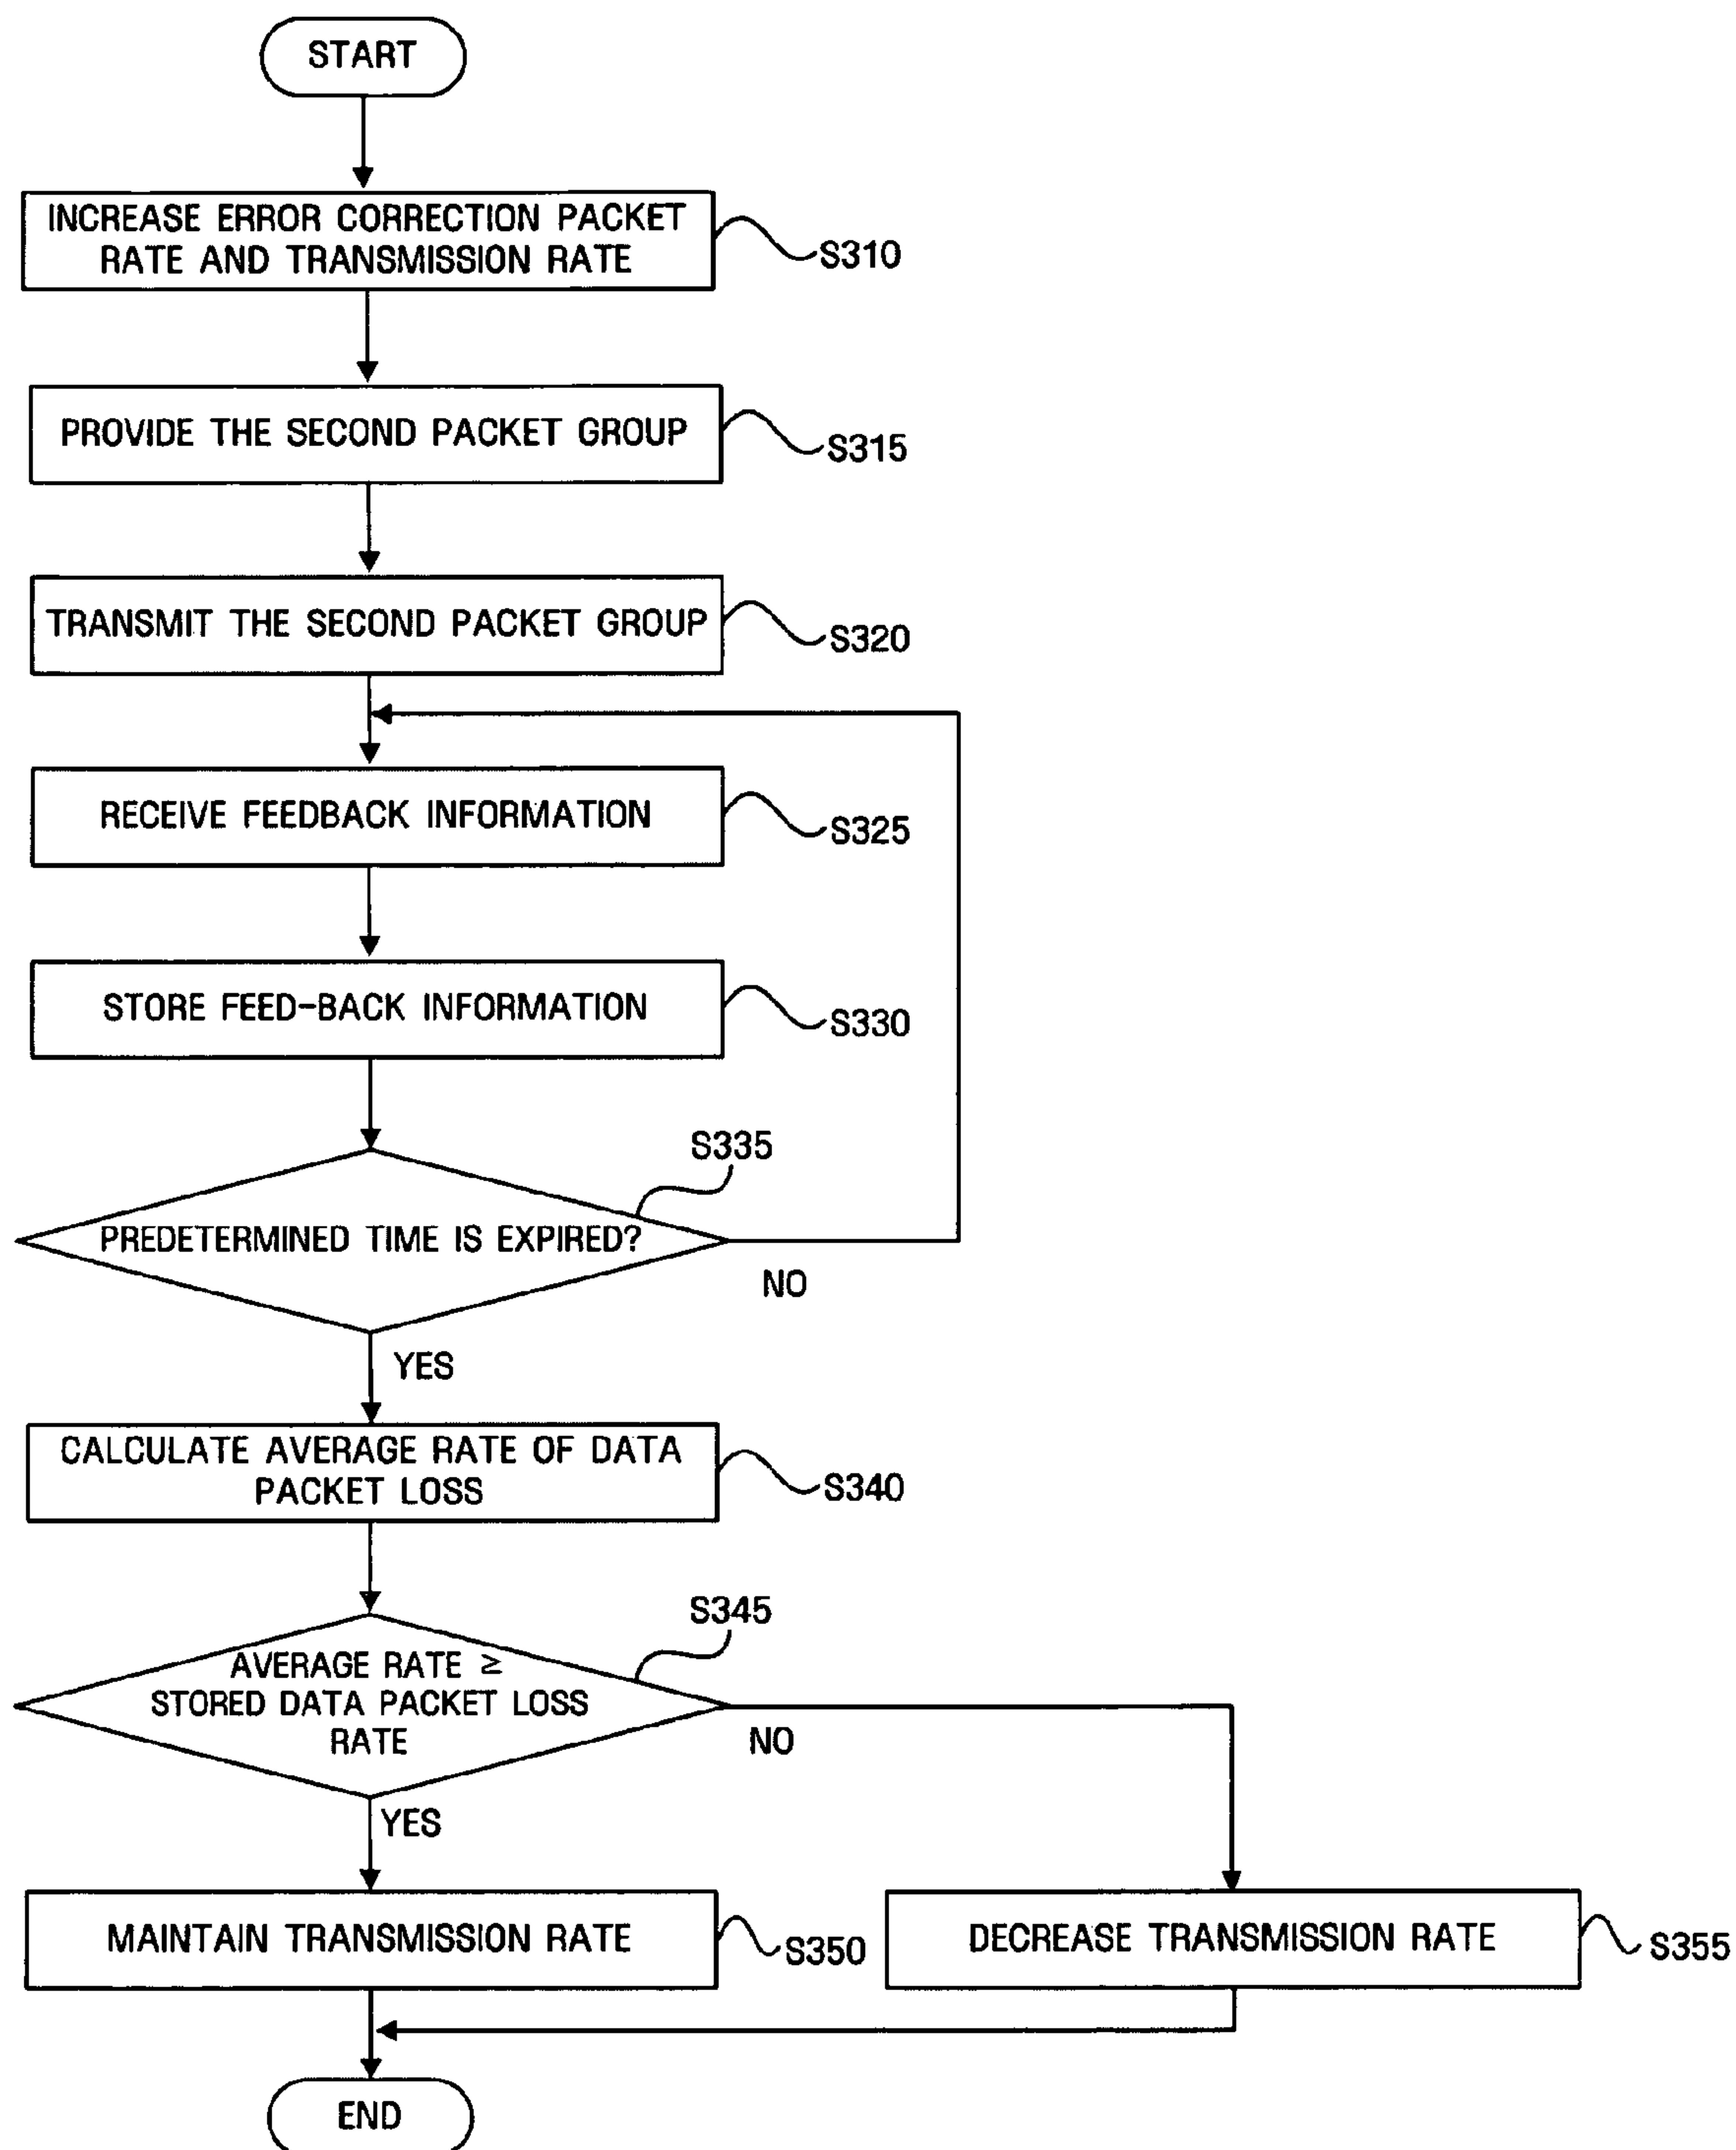 START
INCREASE ERROR CORRECTION PACKET
RATE AND TRANSMISSION RATE
S310
PROVIDE THE SECOND PACKET GROUP
S315
TRANSMIT THE SECOND PACKET GROUP
S320
RECEIVE FEEDBACK INFORMATION
S325
STORE FEED-BACK INFORMATION
S330
S335
PREDETERMINED TIME IS EXPIRED?
NO
YES
CALCULATE AVERAGE RATE OF DATA
PACKET LOSS
S340
S345
AVERAGE RATE ≥
STORED DATA PACKET LOSS
RATE
NO
YES
MAINTAIN TRANSMISSION RATE
S350
DECREASE TRANSMISSION RATE
S355
END